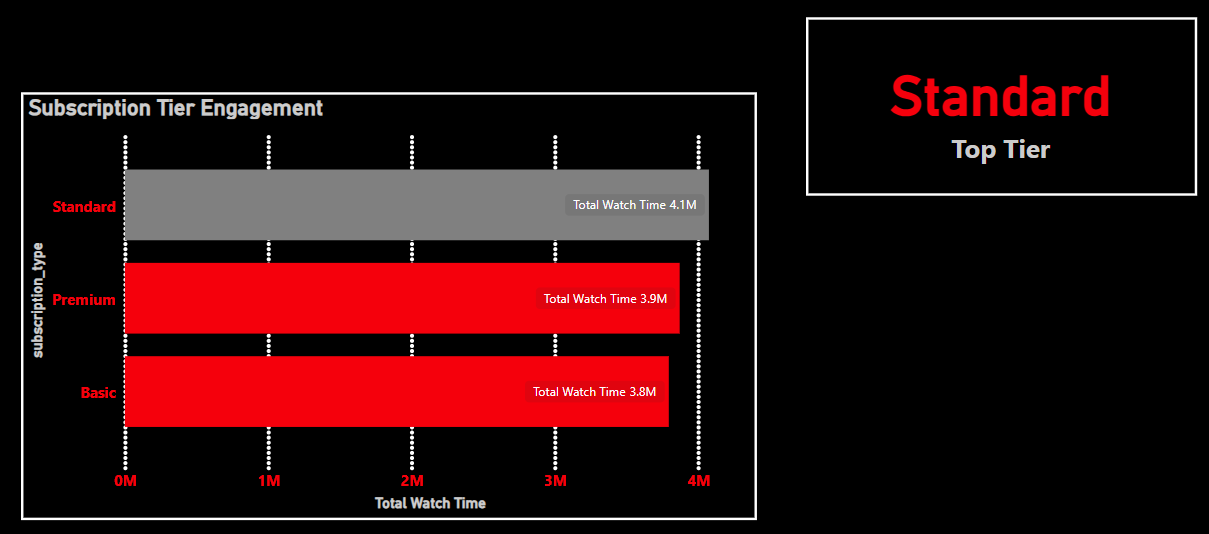 Standard
Top Tier
Subscription Tier Engagement
subscription_type
Standard
Total Watch Time 4.1M
Premium
Total Watch Time 3.9M
Basic
Total Watch Time 3.8M
0M 1M 2M 3M 4M
Total Watch Time